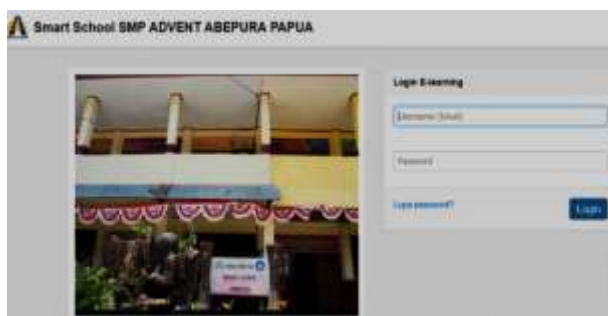 Smart School SMP ADVENT ABEPURA PAPUA
Login E-learning
Username (Email)
Password
Lupa password?
Login